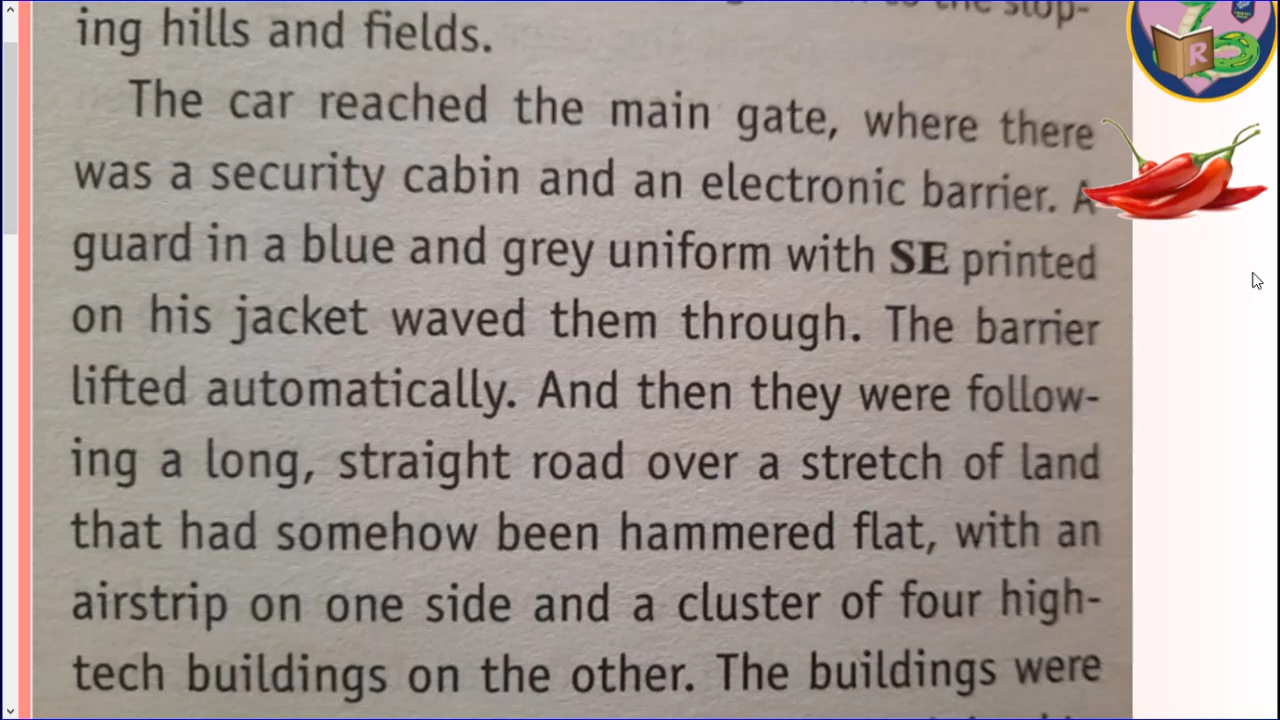 to the slop-
ing hills and fields.
The car reached the main gate, where there
was a security cabin and an electronic barrier. A
guard in a blue and grey uniform with SE printed
on his jacket waved them through. The barrier
lifted automatically. And then they were follow-
ing a long, straight road over a stretch of land
that had somehow been hammered flat, with an
airstrip on one side and a cluster of four high-
tech buildings on the other. The buildings were
R